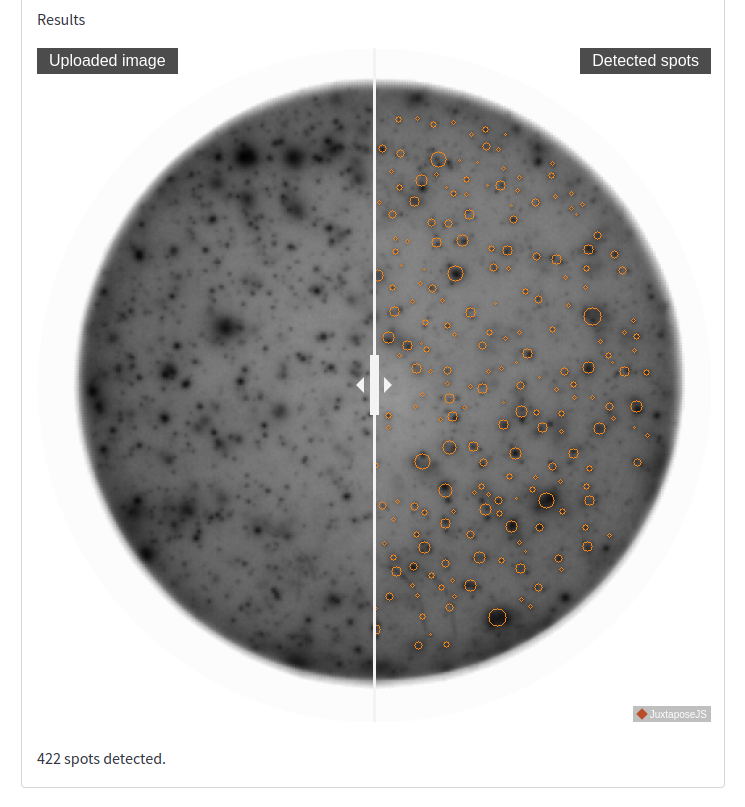 Results
Uploaded image
Detected spots
JuxtaposeJS
422 spots detected.